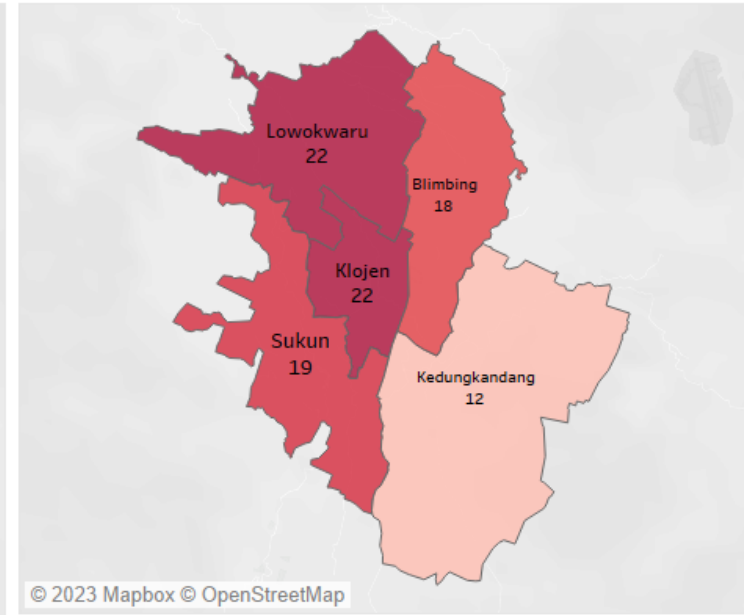 Lowokwaru
22
Blimbing
18
Klojen
22
Sukun
19
Kedungkandang
12
© 2023 Mapbox © OpenStreetMap